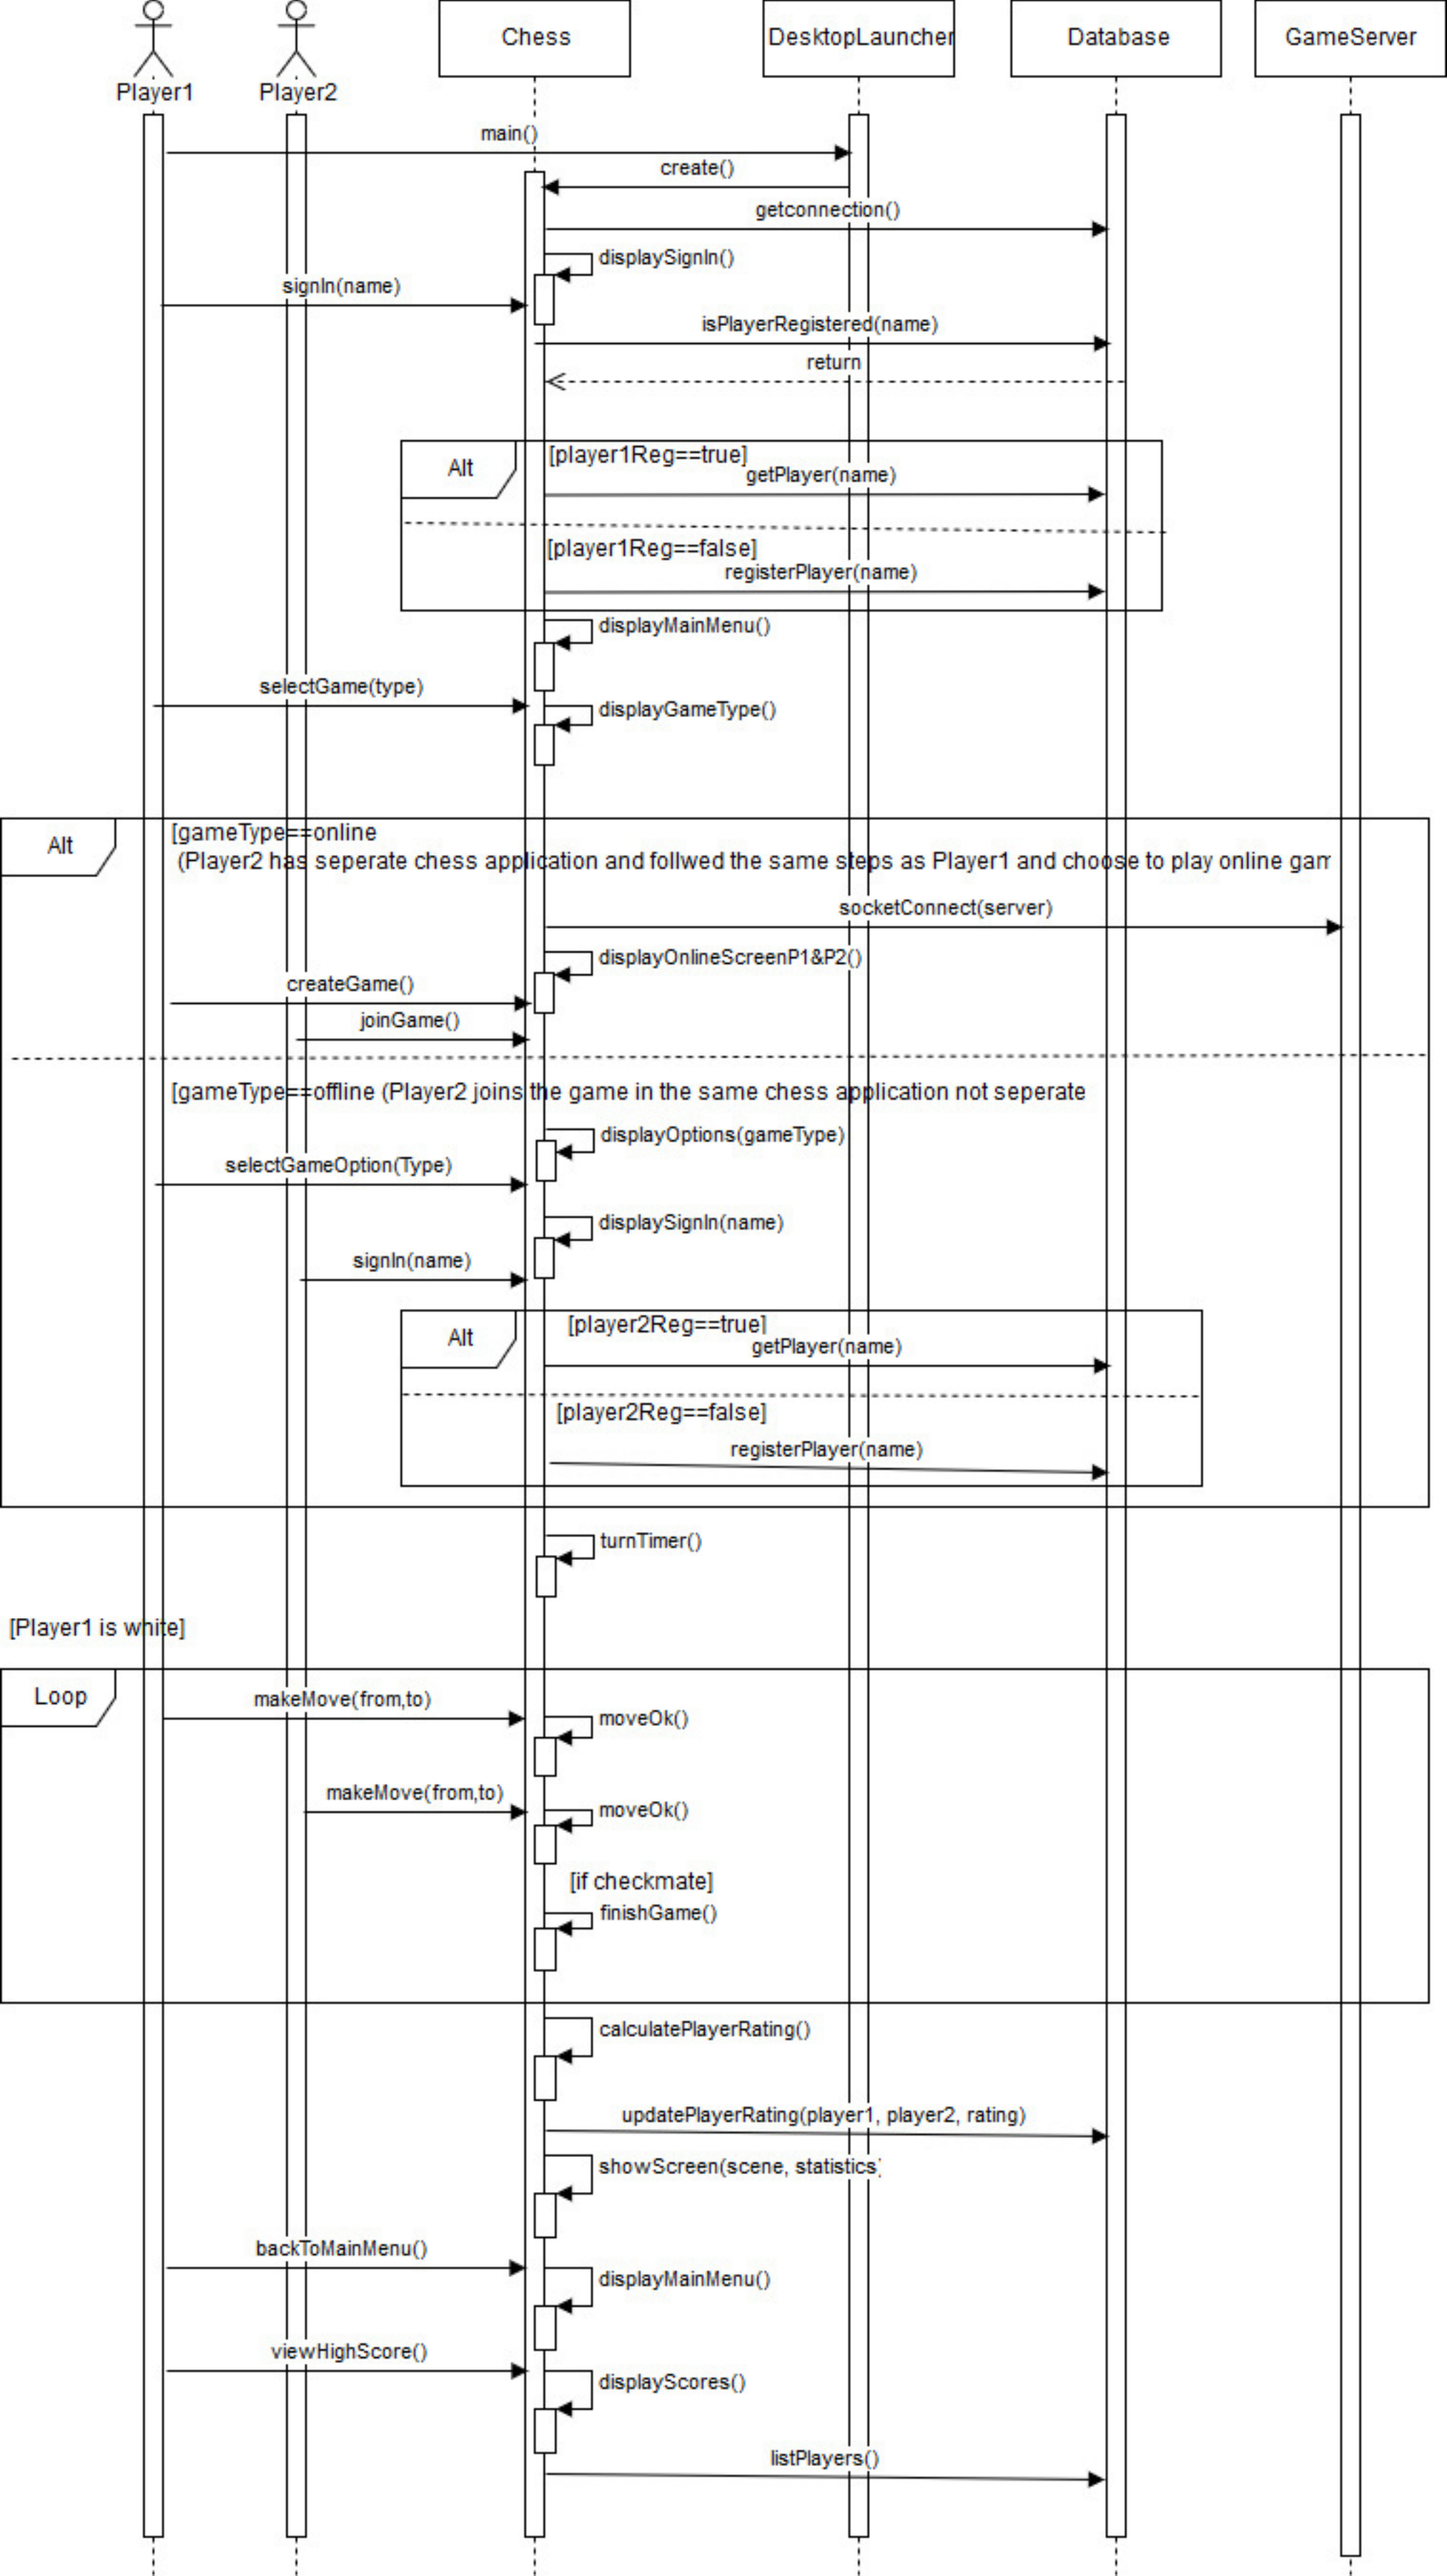 Player1
Player2
Chess
DesktopLauncher
Database
GameServer
main()
create()
getconnection()
displaySignIn()
signIn(name)
isPlayerRegistered(name)
return
Alt
[player1Reg==true]
getPlayer(name)
[player1Reg==false]
registerPlayer(name)
displayMainMenu()
selectGame(type)
displayGameType()
Alt
[gameType==online
(Player2 has seperate chess application and follwed the same steps as Player1 and choose to play online gam
socketConnect(server)
displayOnlineScreenP1&P2()
createGame()
joinGame()
[gameType==offline (Player2 joins the game in the same chess application not seperate
displayOptions(gameType)
selectGameOption(Type)
displaySignIn(name)
signIn(name)
Alt
[player2Reg==true]
getPlayer(name)
[player2Reg==false]
registerPlayer(name)
turnTimer()
[Player1 is white]
Loop
makeMove(from,to)
moveOk()
makeMove(from,to)
moveOk()
[if checkmate]
finishGame()
calculatePlayerRating()
updatePlayerRating(player1, player2, rating)
showScreen(scene, statistics)
backToMainMenu()
displayMainMenu()
viewHighScore()
displayScores()
listPlayers()